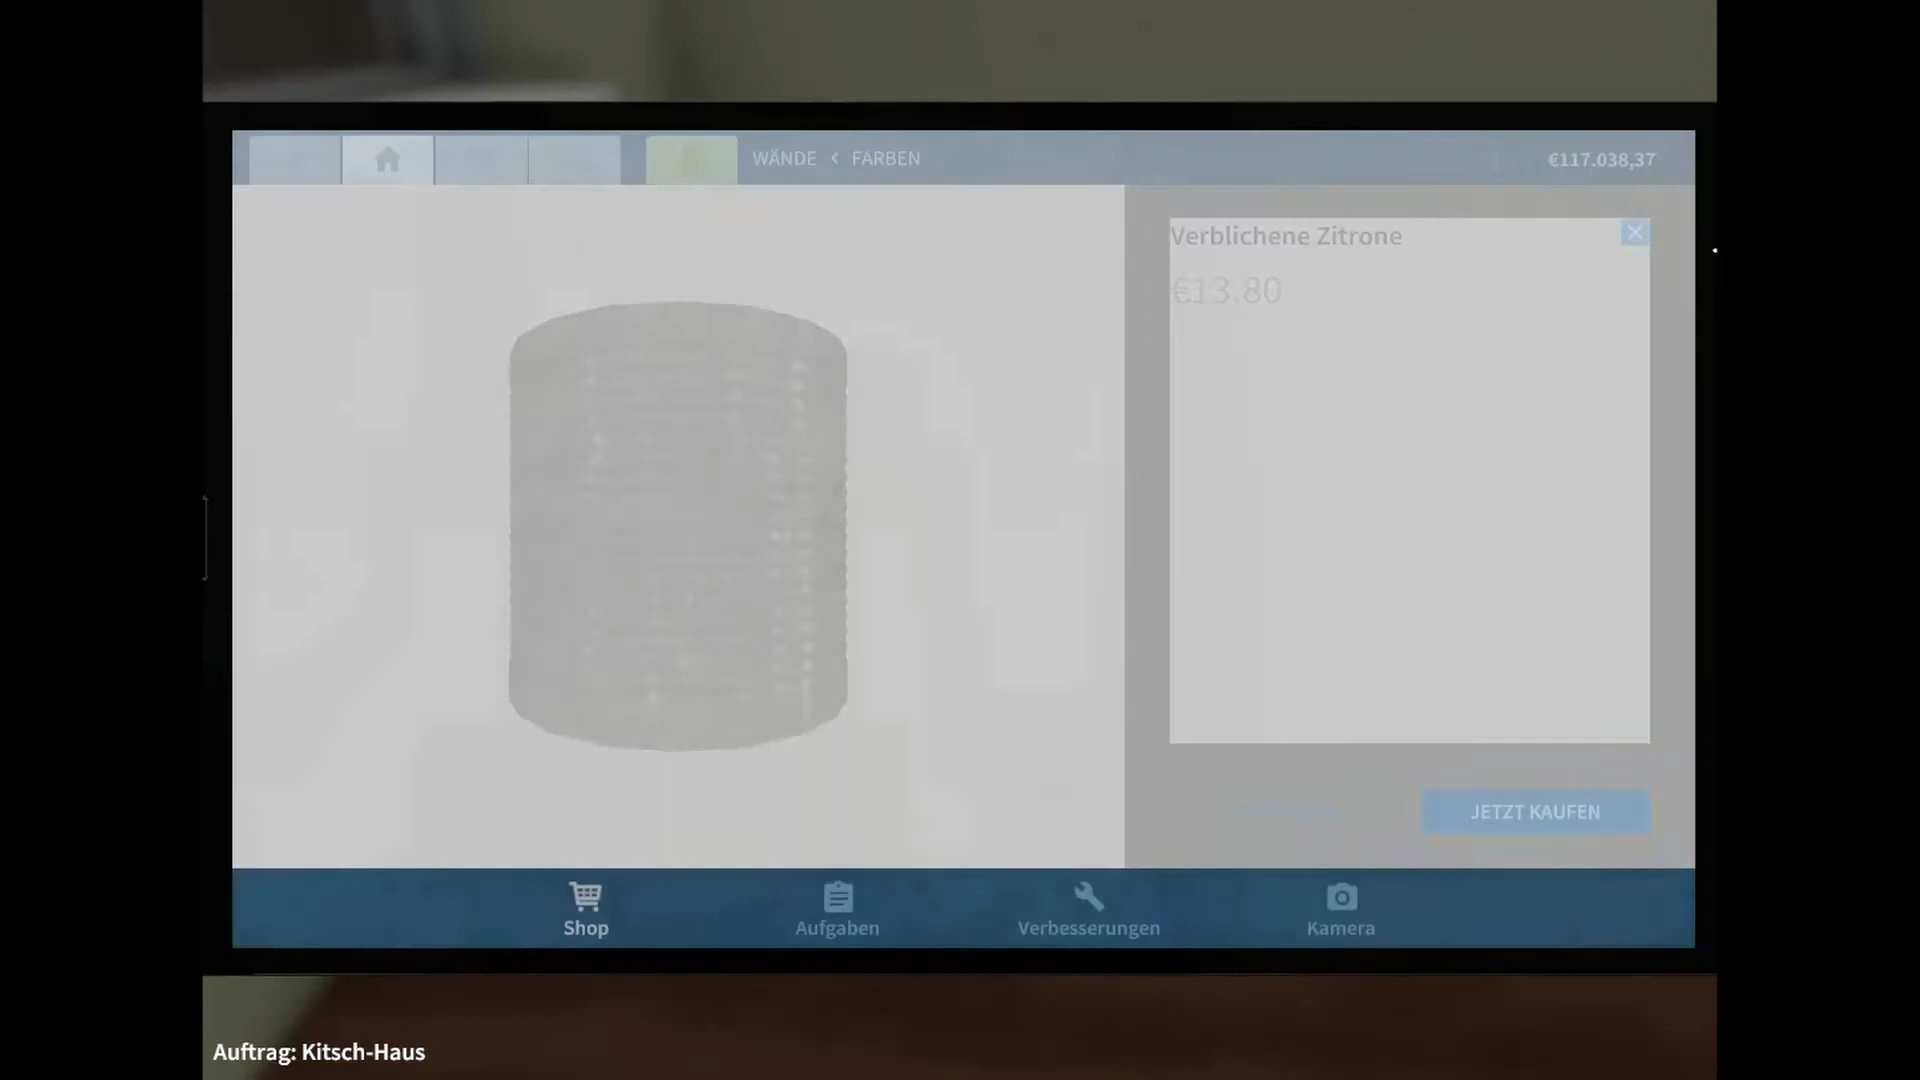 WÄNDE < FARBEN
€117.038,37
Verblichene Zitrone
€13.80
JETZT KAUFEN
Shop
Aufgaben
Verbesserungen
Kamera
Auftrag: Kitsch-Haus